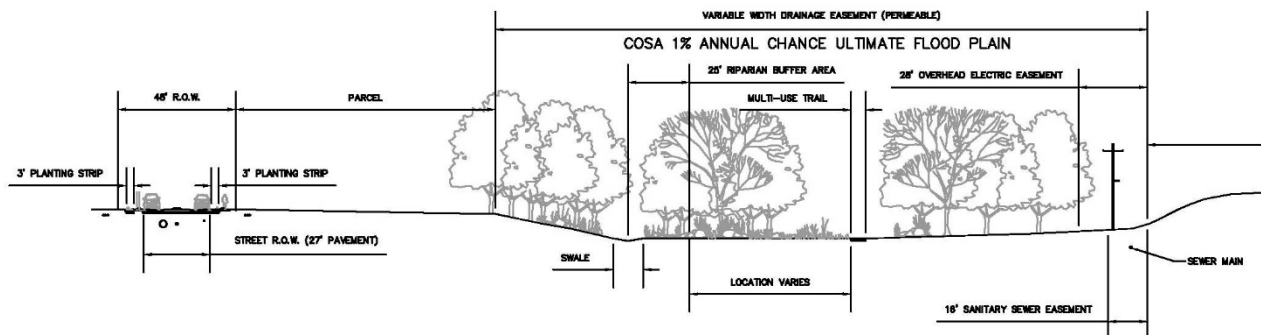 VARIABLE WIDTH DRAINAGE EASEMENT (PERMEABLE)
COSA 1% ANNUAL CHANCE ULTIMATE FLOOD PLAIN
25' RIPARIAN BUFFER AREA
28' OVERHEAD ELECTRIC EASEMENT
48' R.O.W.
PARCEL
MULTI-USE TRAIL
3' PLANTING STRIP
3' PLANTING STRIP
STREET R.O.W. (27' PAVEMENT)
SWALE
SEWER MAIN
LOCATION VARIES
16' SANITARY SEWER EASEMENT